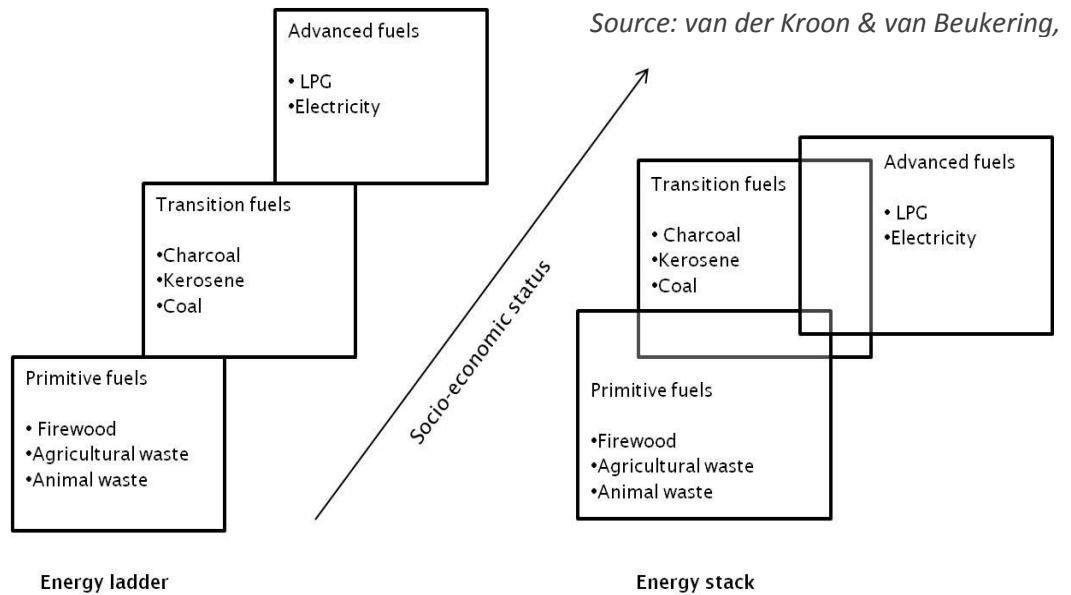 Source: van der Kroon & van Beukering,
Advanced fuels
• LPG
•Electricity
Transition fuels
•Charcoal
•Kerosene
•Coal
Primitive fuels
• Firewood
•Agricultural waste
•Animal waste
Energy ladder
Socio-economic status
Advanced fuels
• LPG
•Electricity
Transition fuels
• Charcoal
•Kerosene
•Coal
Primitive fuels
•Firewood
•Agricultural waste
•Animal waste
Energy stack